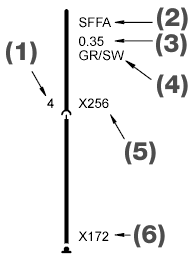 SFFA (2)
0.35 (3)
GR/SW
(1) (4)
4 X256
(5)
X172 (6)